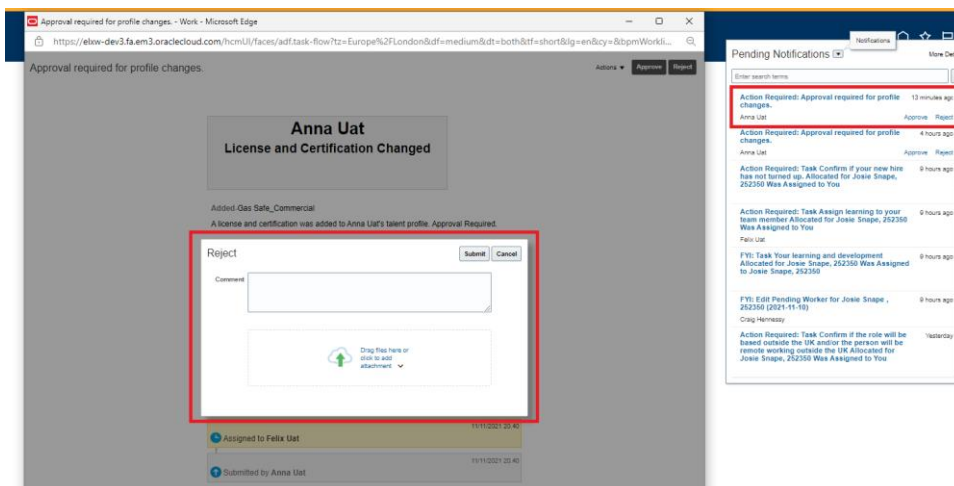 Approval required for profile changes. - Work - Microsoft Edge
https://elxw-dev3.fa.em3.oraclecloud.com/hcmUI/faces/adf.task-flow?tz=Europe%2FLondon&df=medium&dt=both&tf=short&lg=en&cy=&bpmWorkli...
Approval required for profile changes.
Actions Approve Reject
Anna Uat
License and Certification Changed
Added-Gas Safe_Commercial
A license and certification was added to Anna Uat's talent profile. Approval Required.
Reject
Submit Cancel
Comment
Drag files here or
click to add
attachment
11/11/2021 20.40
Assigned to Felix Uat
11/11/2021 20.40
Submitted by Anna Uat
Notifications
Pending Notifications
More Det
Enter search terms
Action Required: Approval required for profile
changes.
13 minutes ago
Anna Uat
Approve Reject
Action Required: Approval required for profile
changes.
4 hours ago
Anna Uat
Approve Reject
Action Required: Task Confirm if your new hire
has not turned up. Allocated for Josie Snape,
252350 Was Assigned to You
9 hours ago
Action Required: Task Assign learning to your
team member Allocated for Josie Snape, 252350
Was Assigned to You
9 hours ago
Felix Uat
FYI: Task Your learning and development
Allocated for Josie Snape, 252350 Was Assigned
to Josie Snape, 252350
9 hours ago
FYI: Edit Pending Worker for Josie Snape ,
252350 (2021-11-10)
9 hours ago
Craig Hennessy
Action Required: Task Confirm if the role will be
based outside the UK and/or the person will be
remote working outside the UK Allocated for
Josie Snape, 252350 Was Assigned to You
Yesterday